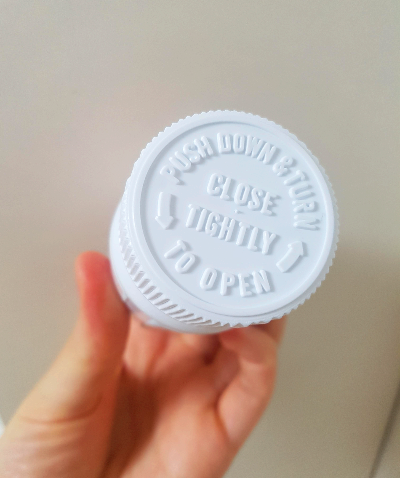 PUSH DOWN & TURN
CLOSE
TIGHTLY
TO OPEN